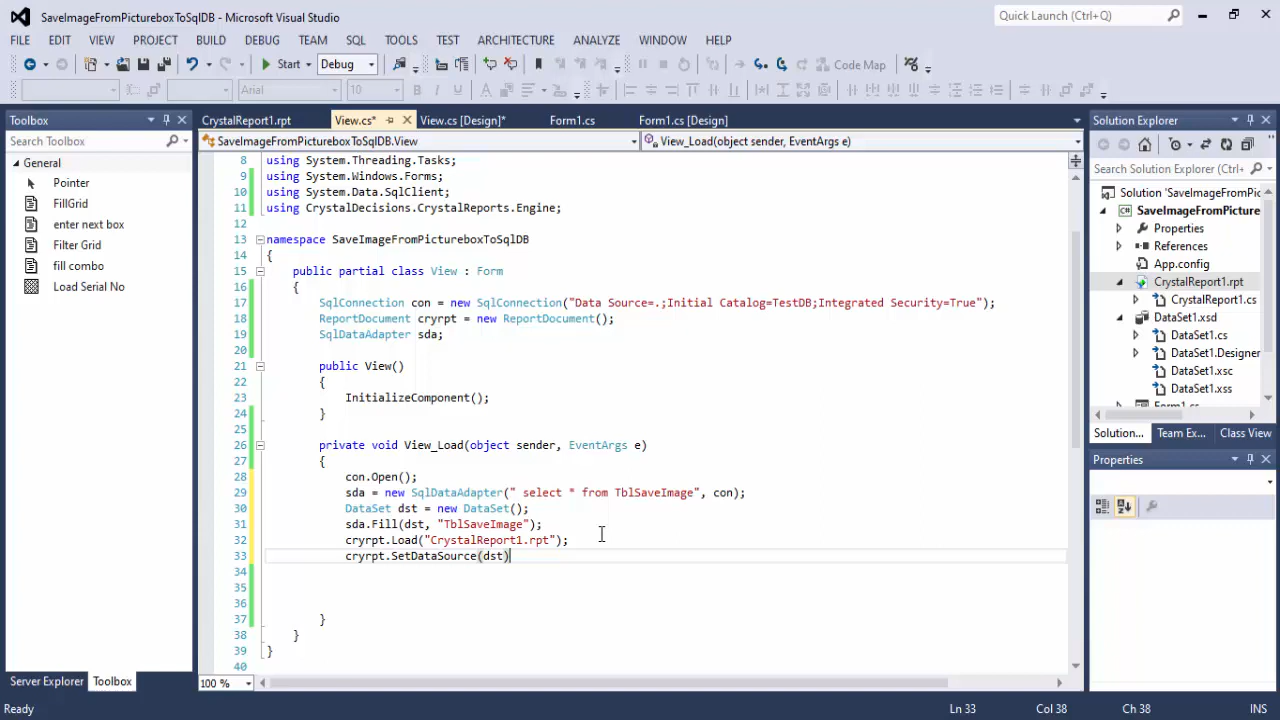 SaveImageFromPictureboxToSqlDB - Microsoft Visual Studio
Quick Launch (Ctrl+Q)
FILE EDIT VIEW PROJECT BUILD DEBUG TEAM SQL TOOLS TEST ARCHITECTURE ANALYZE WINDOW HELP
Start Debug Code Map
Arial 10
Toolbox
Search Toolbox
General
Pointer
FillGrid
enter next box
Filter Grid
fill combo
Load Serial No
Server Explorer Toolbox
CrystalReport1.rpt View.cs* View.cs [Design]* Form1.cs Form1.cs [Design]
SaveImageFromPictureboxToSqlDB.View View_Load(object sender, EventArgs e)
8 using System.Threading.Tasks;
9 using System.Windows.Forms;
10 using System.Data.SqlClient;
11 using CrystalDecisions.CrystalReports.Engine;
12
13 namespace SaveImageFromPictureboxToSqlDB
14 {
15 public partial class View : Form
16 {
17 SqlConnection con = new SqlConnection("Data Source=.;Initial Catalog=TestDB;Integrated Security=True");
18 ReportDocument cryrpt = new ReportDocument();
19 SqlDataAdapter sda;
20
21 public View()
22 {
23 InitializeComponent();
24 }
25
26 private void View_Load(object sender, EventArgs e)
27 {
28 con.Open();
29 sda = new SqlDataAdapter(" select * from TblSaveImage", con);
30 DataSet dst = new DataSet();
31 sda.Fill(dst, "TblSaveImage");
32 cryrpt.Load("CrystalReport1.rpt");
33 cryrpt.SetDataSource(dst)
34
35
36
37 }
38 }
39 }
40
100 %
Solution Explorer
Search Solution Explorer (Ctrl+
Solution 'SaveImageFromPic
SaveImageFromPicture
Properties
References
App.config
CrystalReport1.rpt
CrystalReport1.cs
DataSet1.xsd
DataSet1.cs
DataSet1.Designer
DataSet1.xsc
DataSet1.xss
Form1.cs
Solution... Team Ex... Class View
Properties
Ready Ln 33 Col 38 Ch 38 INS